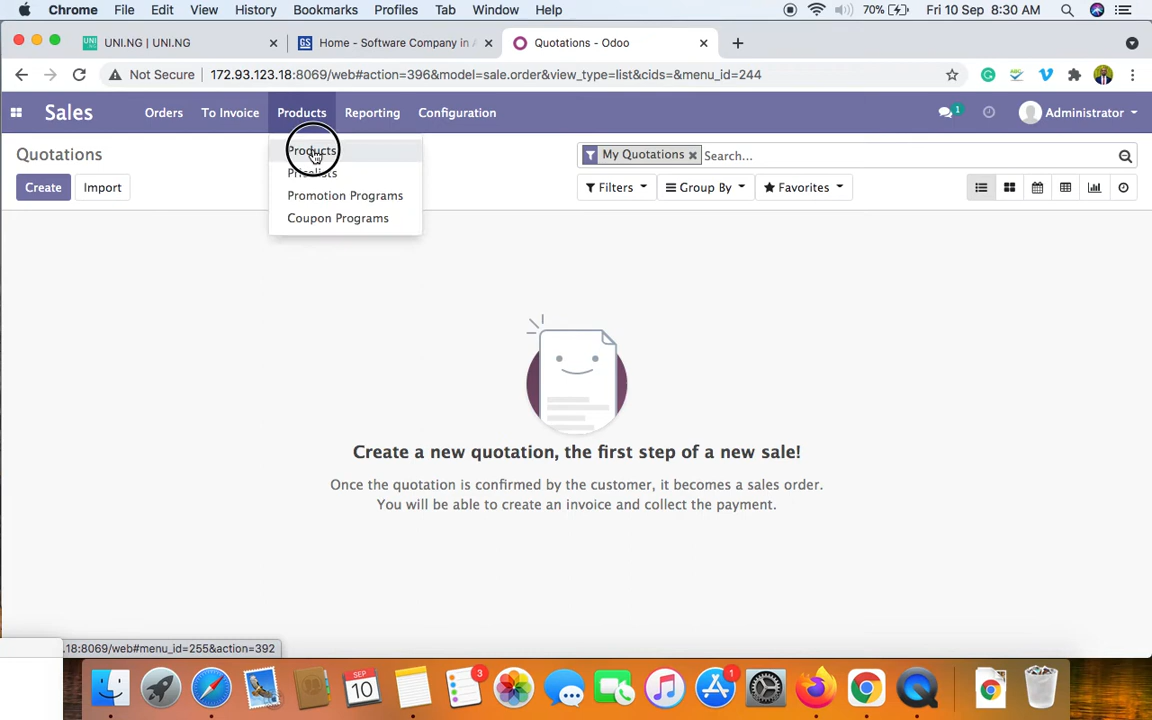 Chrome File Edit View History Bookmarks Profiles Tab Window Help 70% Fri 10 Sep 8:30 AM
UNI.NG | UNI.NG Home - Software Company in Quotations - Odoo
Not Secure 172.93.123.18:8069/web#action=396&model=sale.order&view_type=list&cids=&menu_id=244
Sales Orders To Invoice Products Reporting Configuration 1 Administrator
Products
Quotations My Quotations Search...
Pricelists
Create Import Filters Group By Favorites
Promotion Programs
Coupon Programs
Create a new quotation, the first step of a new sale!
Once the quotation is confirmed by the customer, it becomes a sales order.
You will be able to create an invoice and collect the payment.
.18:8069/web#menu_id=255&action=392
SEP 10 3 1